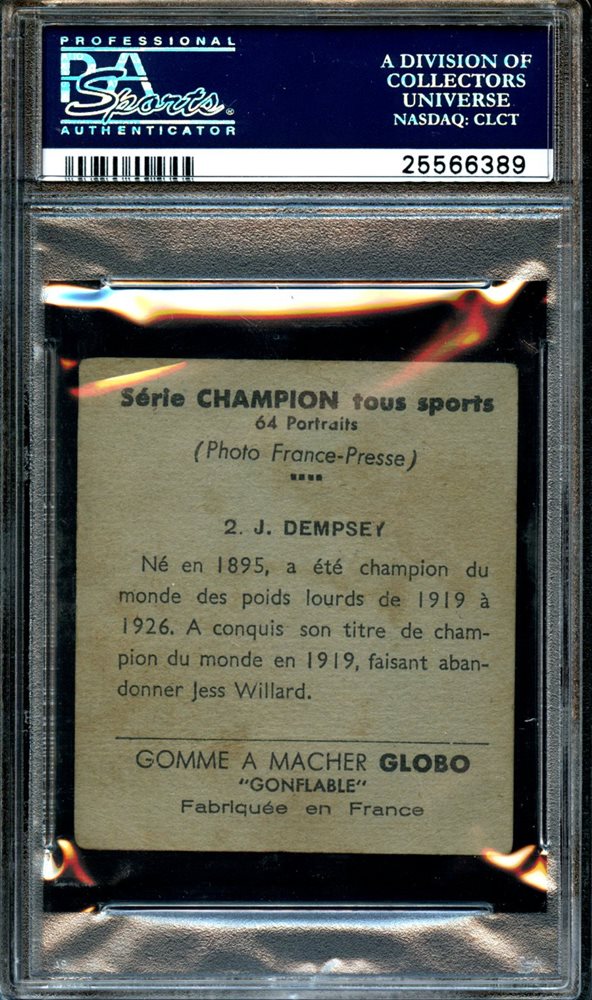 PROFESSIONAL
PSA
Sports®
AUTHENTICATOR
A DIVISION OF
COLLECTORS
UNIVERSE
NASDAQ: CLCT
25566389
Série CHAMPION tous sports
64 Portraits
(Photo France-Presse)
2. J. DEMPSEY
Né en 1895, a été champion du
monde des poids lourds de 1919 à
1926. A conquis son titre de cham-
pion du monde en 1919, faisant aban-
donner Jess Willard.
GOMME A MACHER GLOBO
"GONFLABLE"
Fabriquée en France